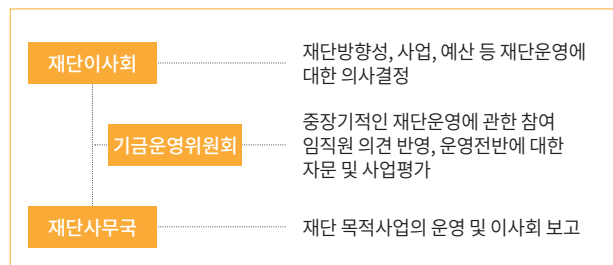 재단이사회
재단방향성, 사업, 예산 등 재단운영에
대한 의사결정
기금운영위원회
중장기적인 재단운영에 관한 참여
임직원 의견 반영, 운영전반에 대한
자문 및 사업평가
재단사무국
재단 목적사업의 운영 및 이사회 보고